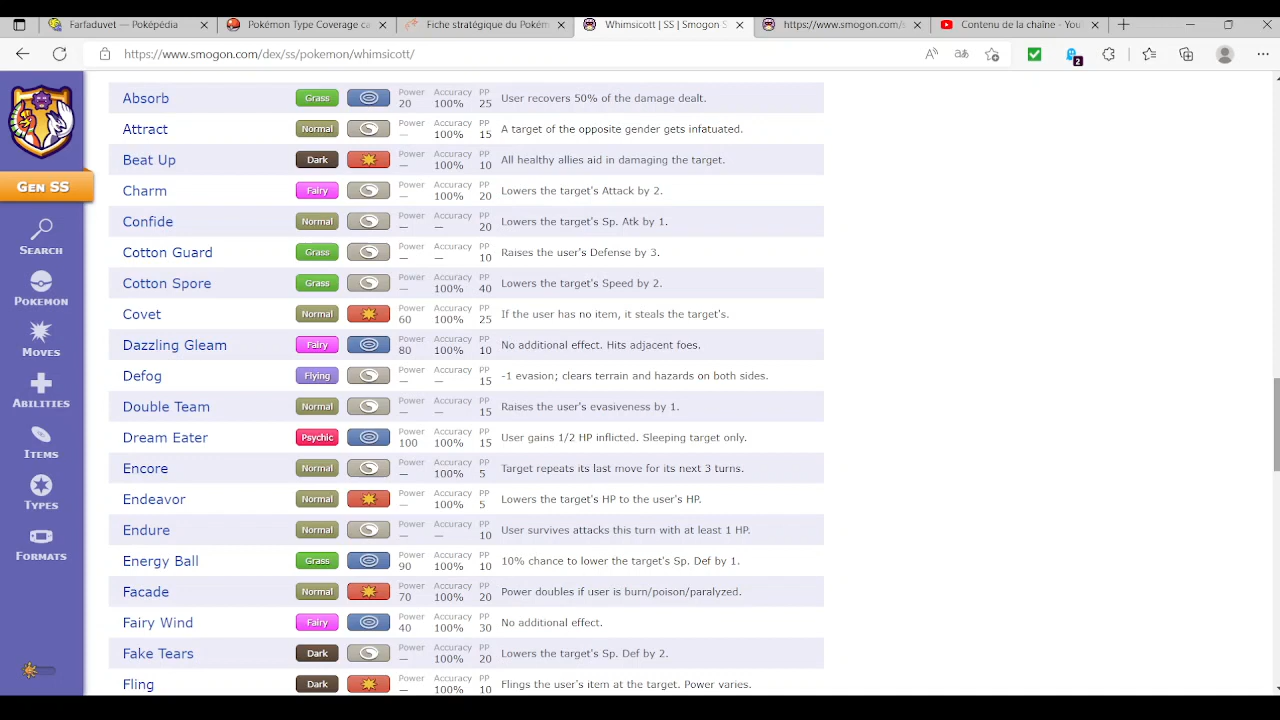 Farfaduvet — Poképédia
Pokémon Type Coverage ca
Fiche stratégique du Pokém
Whimsicott | SS | Smogon S
https://www.smogon.com/s
Contenu de la chaîne - You
https://www.smogon.com/dex/ss/pokemon/whimsicott/
2
GEN SS
SEARCH
POKEMON
MOVES
ABILITIES
ITEMS
TYPES
FORMATS
Absorb Grass Power 20 Accuracy 100% PP 25 User recovers 50% of the damage dealt.
Attract Normal Power — Accuracy 100% PP 15 A target of the opposite gender gets infatuated.
Beat Up Dark Power — Accuracy 100% PP 10 All healthy allies aid in damaging the target.
Charm Fairy Power — Accuracy 100% PP 20 Lowers the target's Attack by 2.
Confide Normal Power — Accuracy — PP 20 Lowers the target's Sp. Atk by 1.
Cotton Guard Grass Power — Accuracy — PP 10 Raises the user's Defense by 3.
Cotton Spore Grass Power — Accuracy 100% PP 40 Lowers the target's Speed by 2.
Covet Normal Power 60 Accuracy 100% PP 25 If the user has no item, it steals the target's.
Dazzling Gleam Fairy Power 80 Accuracy 100% PP 10 No additional effect. Hits adjacent foes.
Defog Flying Power — Accuracy — PP 15 -1 evasion; clears terrain and hazards on both sides.
Double Team Normal Power — Accuracy — PP 15 Raises the user's evasiveness by 1.
Dream Eater Psychic Power 100 Accuracy 100% PP 15 User gains 1/2 HP inflicted. Sleeping target only.
Encore Normal Power — Accuracy 100% PP 5 Target repeats its last move for its next 3 turns.
Endeavor Normal Power — Accuracy 100% PP 5 Lowers the target's HP to the user's HP.
Endure Normal Power — Accuracy — PP 10 User survives attacks this turn with at least 1 HP.
Energy Ball Grass Power 90 Accuracy 100% PP 10 10% chance to lower the target's Sp. Def by 1.
Facade Normal Power 70 Accuracy 100% PP 20 Power doubles if user is burn/poison/paralyzed.
Fairy Wind Fairy Power 40 Accuracy 100% PP 30 No additional effect.
Fake Tears Dark Power — Accuracy 100% PP 20 Lowers the target's Sp. Def by 2.
Fling Dark Power — Accuracy 100% PP 10 Flings the user's item at the target. Power varies.